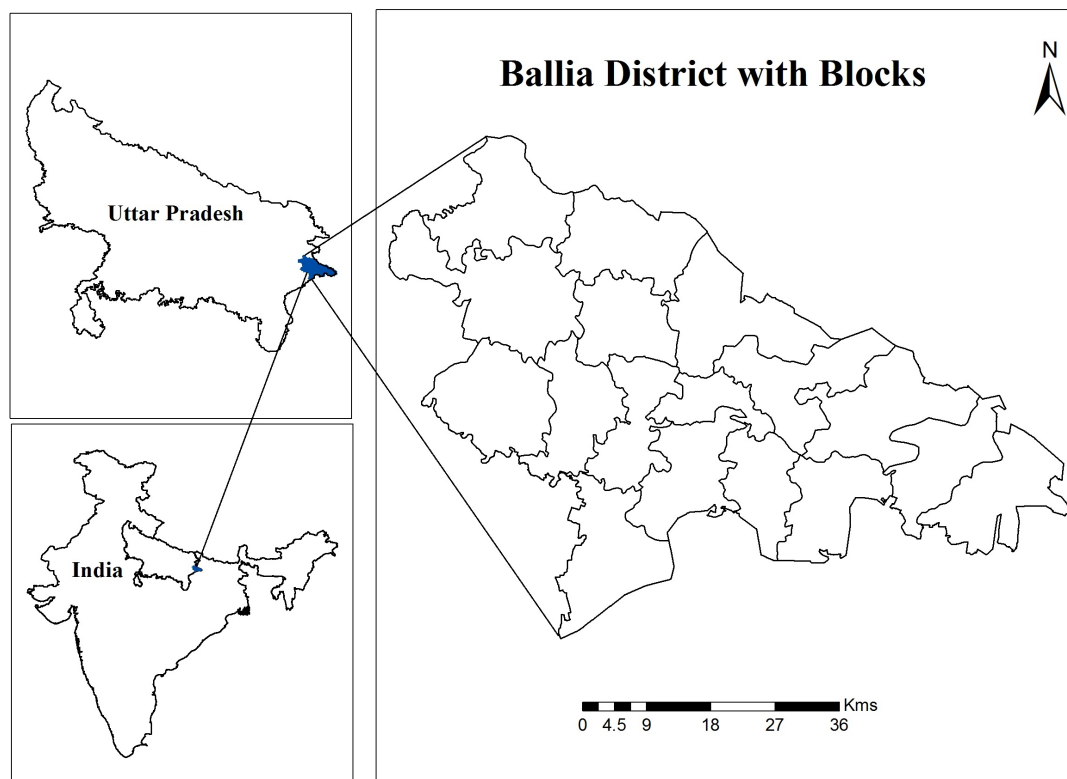 Ballia District with Blocks
N
Uttar Pradesh
India
Kms
0 4.5 9 18 27 36